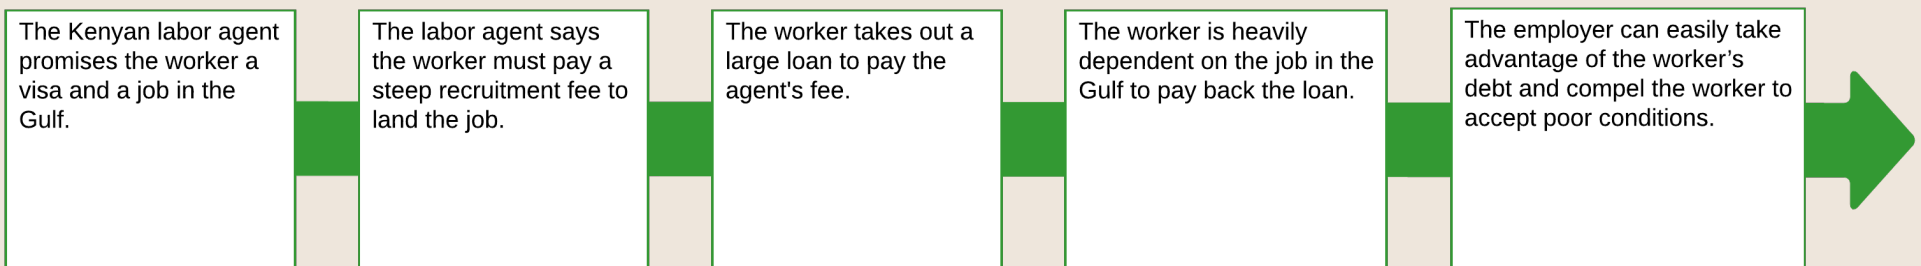 The Kenyan labor agent
promises the worker a
visa and a job in the
Gulf.
The labor agent says
the worker must pay a
steep recruitment fee to
land the job.
The worker takes out a
large loan to pay the
agent's fee.
The worker is heavily
dependent on the job in the
Gulf to pay back the loan.
The employer can easily take
advantage of the worker’s
debt and compel the worker to
accept poor conditions.